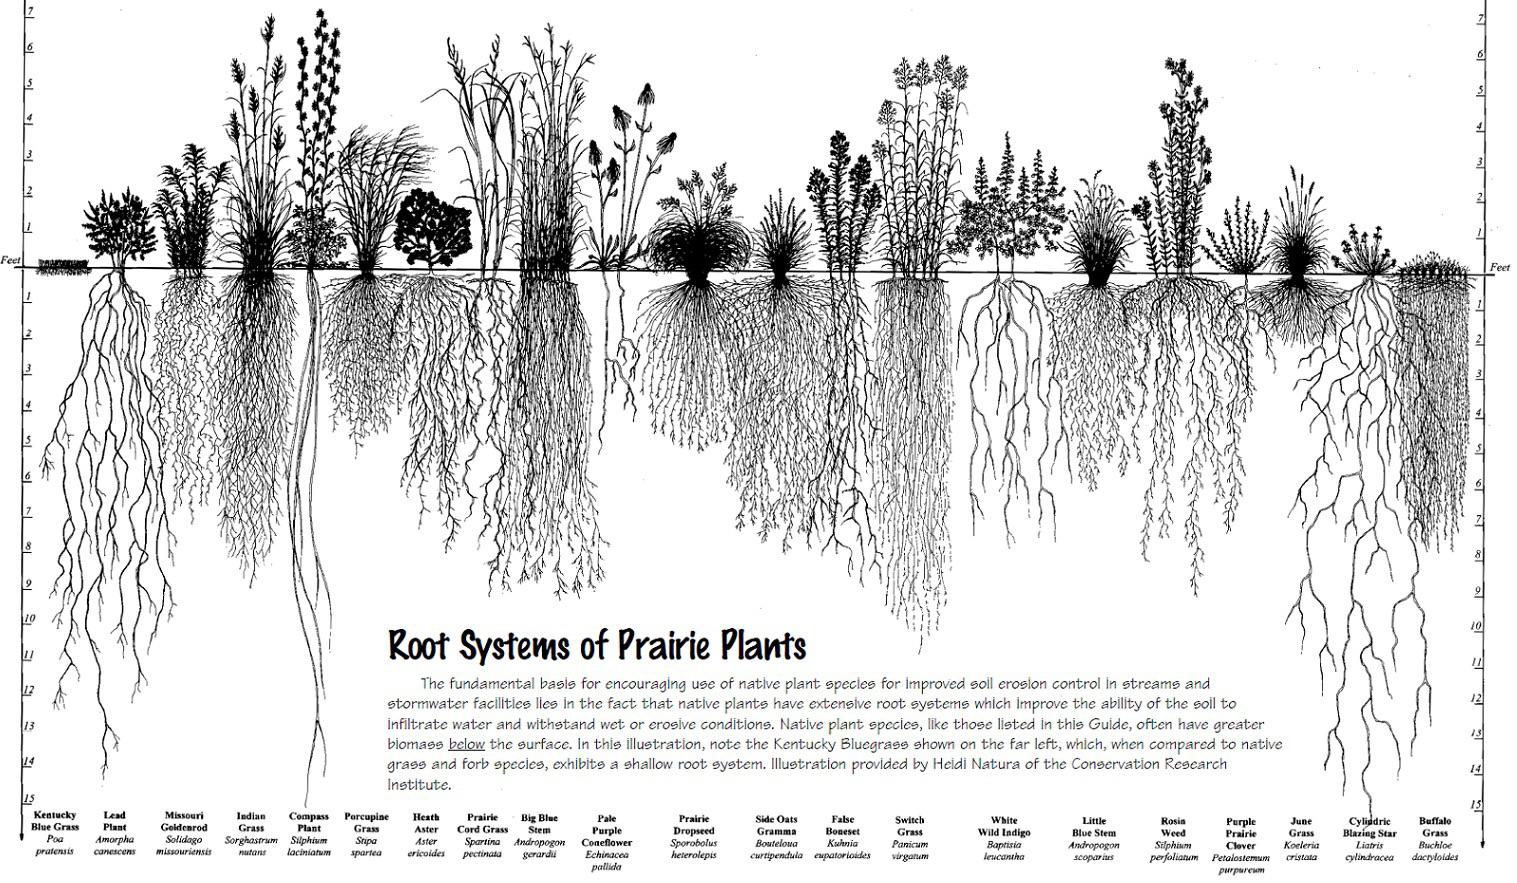 7
6
5
4
3
2
1
Feet
1
2
3
4
5
6
7
8
9
10
11
12
13
14
15
7
6
5
4
3
2
1
Feet
1
2
3
4
5
6
7
8
9
10
11
12
13
14
15
Root Systems of Prairie Plants
The fundamental basis for encouraging use of native plant species for improved soil erosion control in streams and
stormwater facilities lies in the fact that native plants have extensive root systems which improve the ability of the soil to
infiltrate water and withstand wet or erosive conditions. Native plant species, like those listed in this Guide, often have greater
biomass below the surface. In this illustration, note the Kentucky Bluegrass shown on the far left, which, when compared to native
grass and forb species, exhibits a shallow root system. Illustration provided by Heidi Natura of the Conservation Research
Institute.
Kentucky
Blue Grass
Poa
pratensis
Lead
Plant
Amorpha
canescens
Missouri
Goldenrod
Solidago
missouriensis
Indian
Grass
Sorghastrum
nutans
Compass
Plant
Silphium
laciniatum
Porcupine
Grass
Stipa
spartea
Heath
Aster
Aster
ericoides
Prairie
Cord Grass
Spartina
pectinata
Big Blue
Stem
Andropogon
gerardii
Pale
Purple
Coneflower
Echinacea
pallida
Prairie
Dropseed
Sporobolus
heterolepis
Side Oats
Gramma
Bouteloua
curtipendula
False
Boneset
Kuhnia
eupatorioides
Switch
Grass
Panicum
virgatum
White
Wild Indigo
Baptisia
leucantha
Little
Blue Stem
Andropogon
scoparius
Rosin
Weed
Silphium
perfoliatum
Purple
Prairie
Clover
Petalostemum
purpureum
June
Grass
Koeleria
cristata
Cylindric
Blazing Star
Liatris
cylindracea
Buffalo
Grass
Buchloe
dactyloides